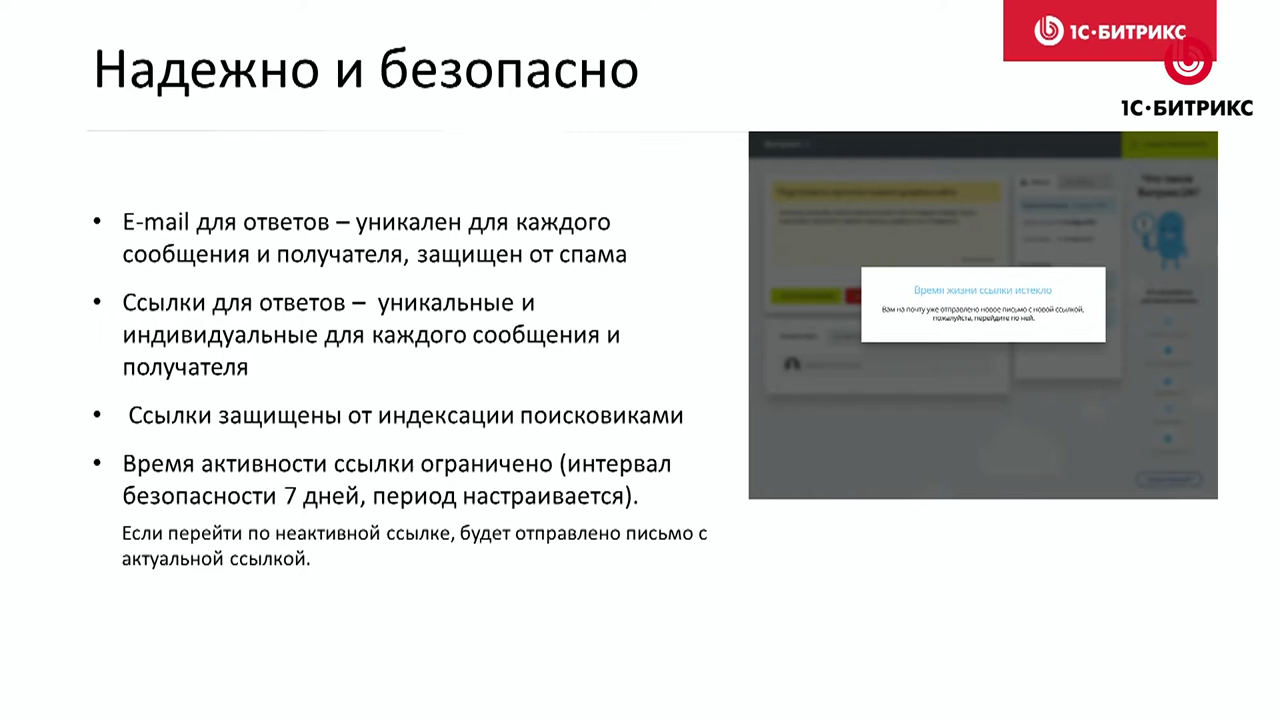 Надежно и безопасно
1С·БИТРИКС
1С·БИТРИКС
• E-mail для ответов – уникален для каждого
сообщения и получателя, защищен от спама
• Ссылки для ответов – уникальные и
индивидуальные для каждого сообщения и
получателя
• Ссылки защищены от индексации поисковиками
• Время активности ссылки ограничено (интервал
безопасности 7 дней, период настраивается).
Если перейти по неактивной ссылке, будет отправлено письмо с
актуальной ссылкой.
Что такое
Битрикс24?
Время жизни ссылки истекло
Вам на почту уже отправлено новое письмо с новой ссылкой,
пожалуйста, перейдите по ней.